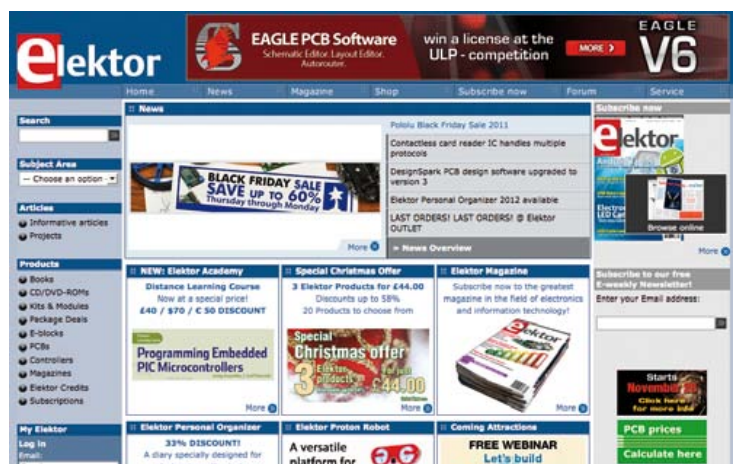 elektor
EAGLE PCB Software
Schematic Editor. Layout Editor.
Autorouter.
win a license at the
ULP - competition
MORE >
EAGLE
V6
Home
News
Magazine
Shop
Subscribe now
Forum
Service
Search
Subject Area
-- Choose an option -
Articles
Informative articles
Projects
Products
Books
CD/DVD-ROMs
Kits & Modules
Package Deals
E-blocks
PCBs
Controllers
Magazines
Elektor Credits
Subscriptions
My Elektor
Log in
Email:
News
BLACK FRIDAY SALE
SAVE UP TO 60%
Thursday through Monday
More
Pololu Black Friday Sale 2011
Contactless card reader IC handles multiple
protocols
DesignSpark PCB design software upgraded to
version 3
Elektor Personal Organizer 2012 available
LAST ORDERS! LAST ORDERS! @ Elektor
OUTLET
» News Overview
NEW: Elektor Academy
Distance Learning Course
Now at a special price!
£40 / $70 / € 50 DISCOUNT
Programming Embedded
PIC Microcontrollers
More
Special Christmas Offer
3 Elektor Products for £44.00
Discounts up to 58%
20 Products to choose from
Special
Christmas offer
3 Elektor
products
for just
£44.00
More
Elektor Magazine
Subscribe now to the greatest
magazine in the field of electronics
and information technology!
elektor
More
Elektor Personal Organizer
33% DISCOUNT!
A diary specially designed for
Elektor Proton Robot
A versatile
platform for
Coming Attractions
FREE WEBINAR
Let's build
Subscribe now
elektor
Browse online
More
Subscribe to our free
E-weekly Newsletter!
Enter your Email address:
Starts
Click here
for more info
PCB prices
Calculate here